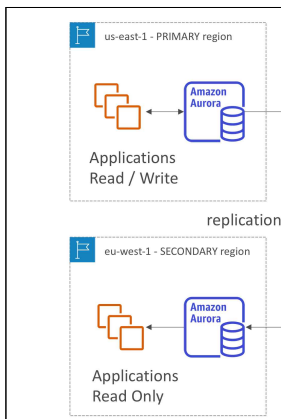 us-east-1 - PRIMARY region
Amazon
Aurora
Applications
Read / Write
replication
eu-west-1 - SECONDARY region
Amazon
Aurora
Applications
Read Only